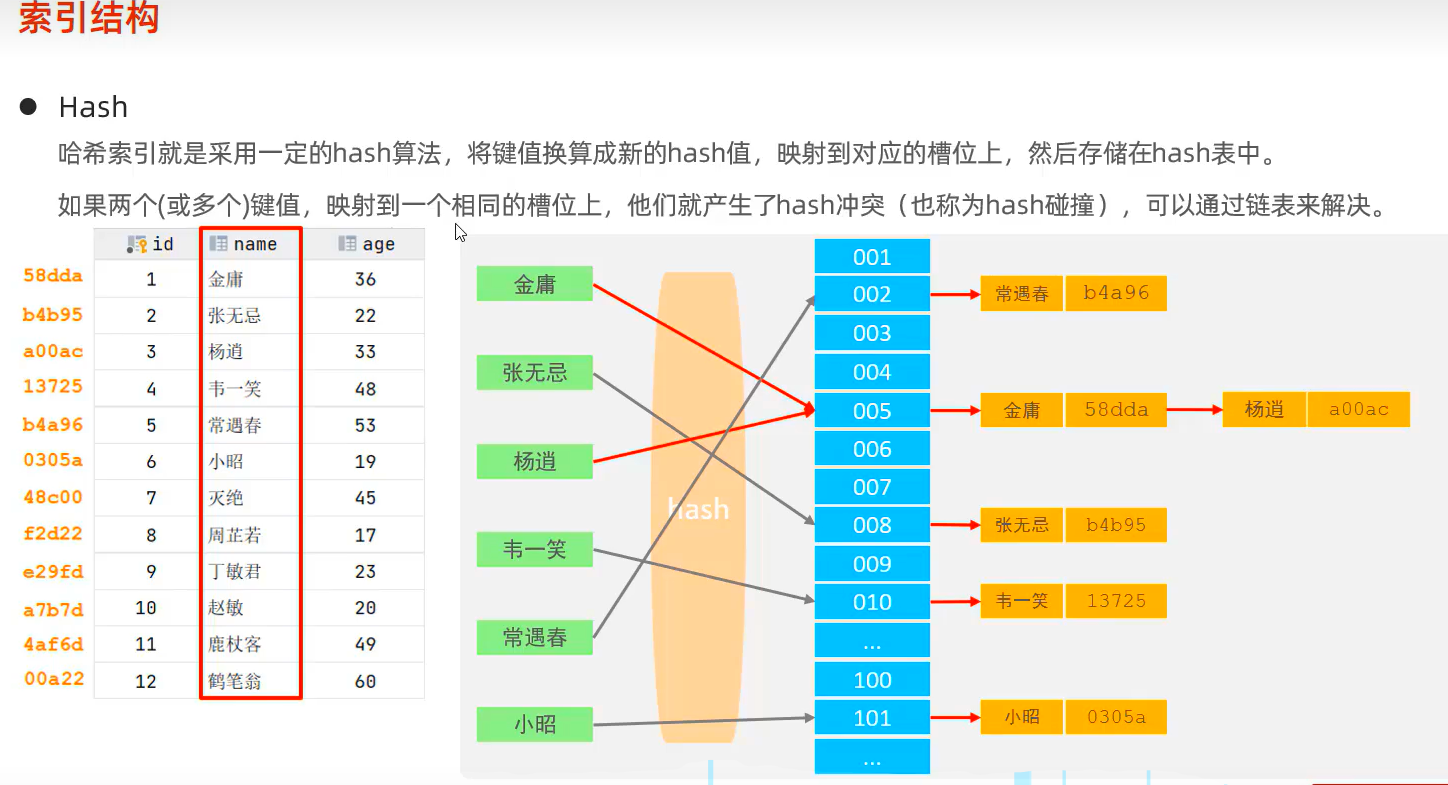 索引结构
Hash
哈希索引就是采用一定的hash算法，将键值换算成新的hash值，映射到对应的槽位上，然后存储在hash表中。
如果两个(或多个)键值，映射到一个相同的槽位上，他们就产生了hash冲突（也称为hash碰撞），可以通过链表来解决。
id name age
58dda 1 金庸 36
b4b95 2 张无忌 22
a00ac 3 杨逍 33
13725 4 韦一笑 48
b4a96 5 常遇春 53
0305a 6 小昭 19
48c00 7 灭绝 45
f2d22 8 周芷若 17
e29fd 9 丁敏君 23
a7b7d 10 赵敏 20
4af6d 11 鹿杖客 49
00a22 12 鹤笔翁 60
金庸
张无忌
杨逍
韦一笑
常遇春
小昭
hash
001
002 常遇春 b4a96
003
004
005 金庸 58dda 杨逍 a00ac
006
007
008 张无忌 b4b95
009
010 韦一笑 13725
...
100
101 小昭 0305a
...